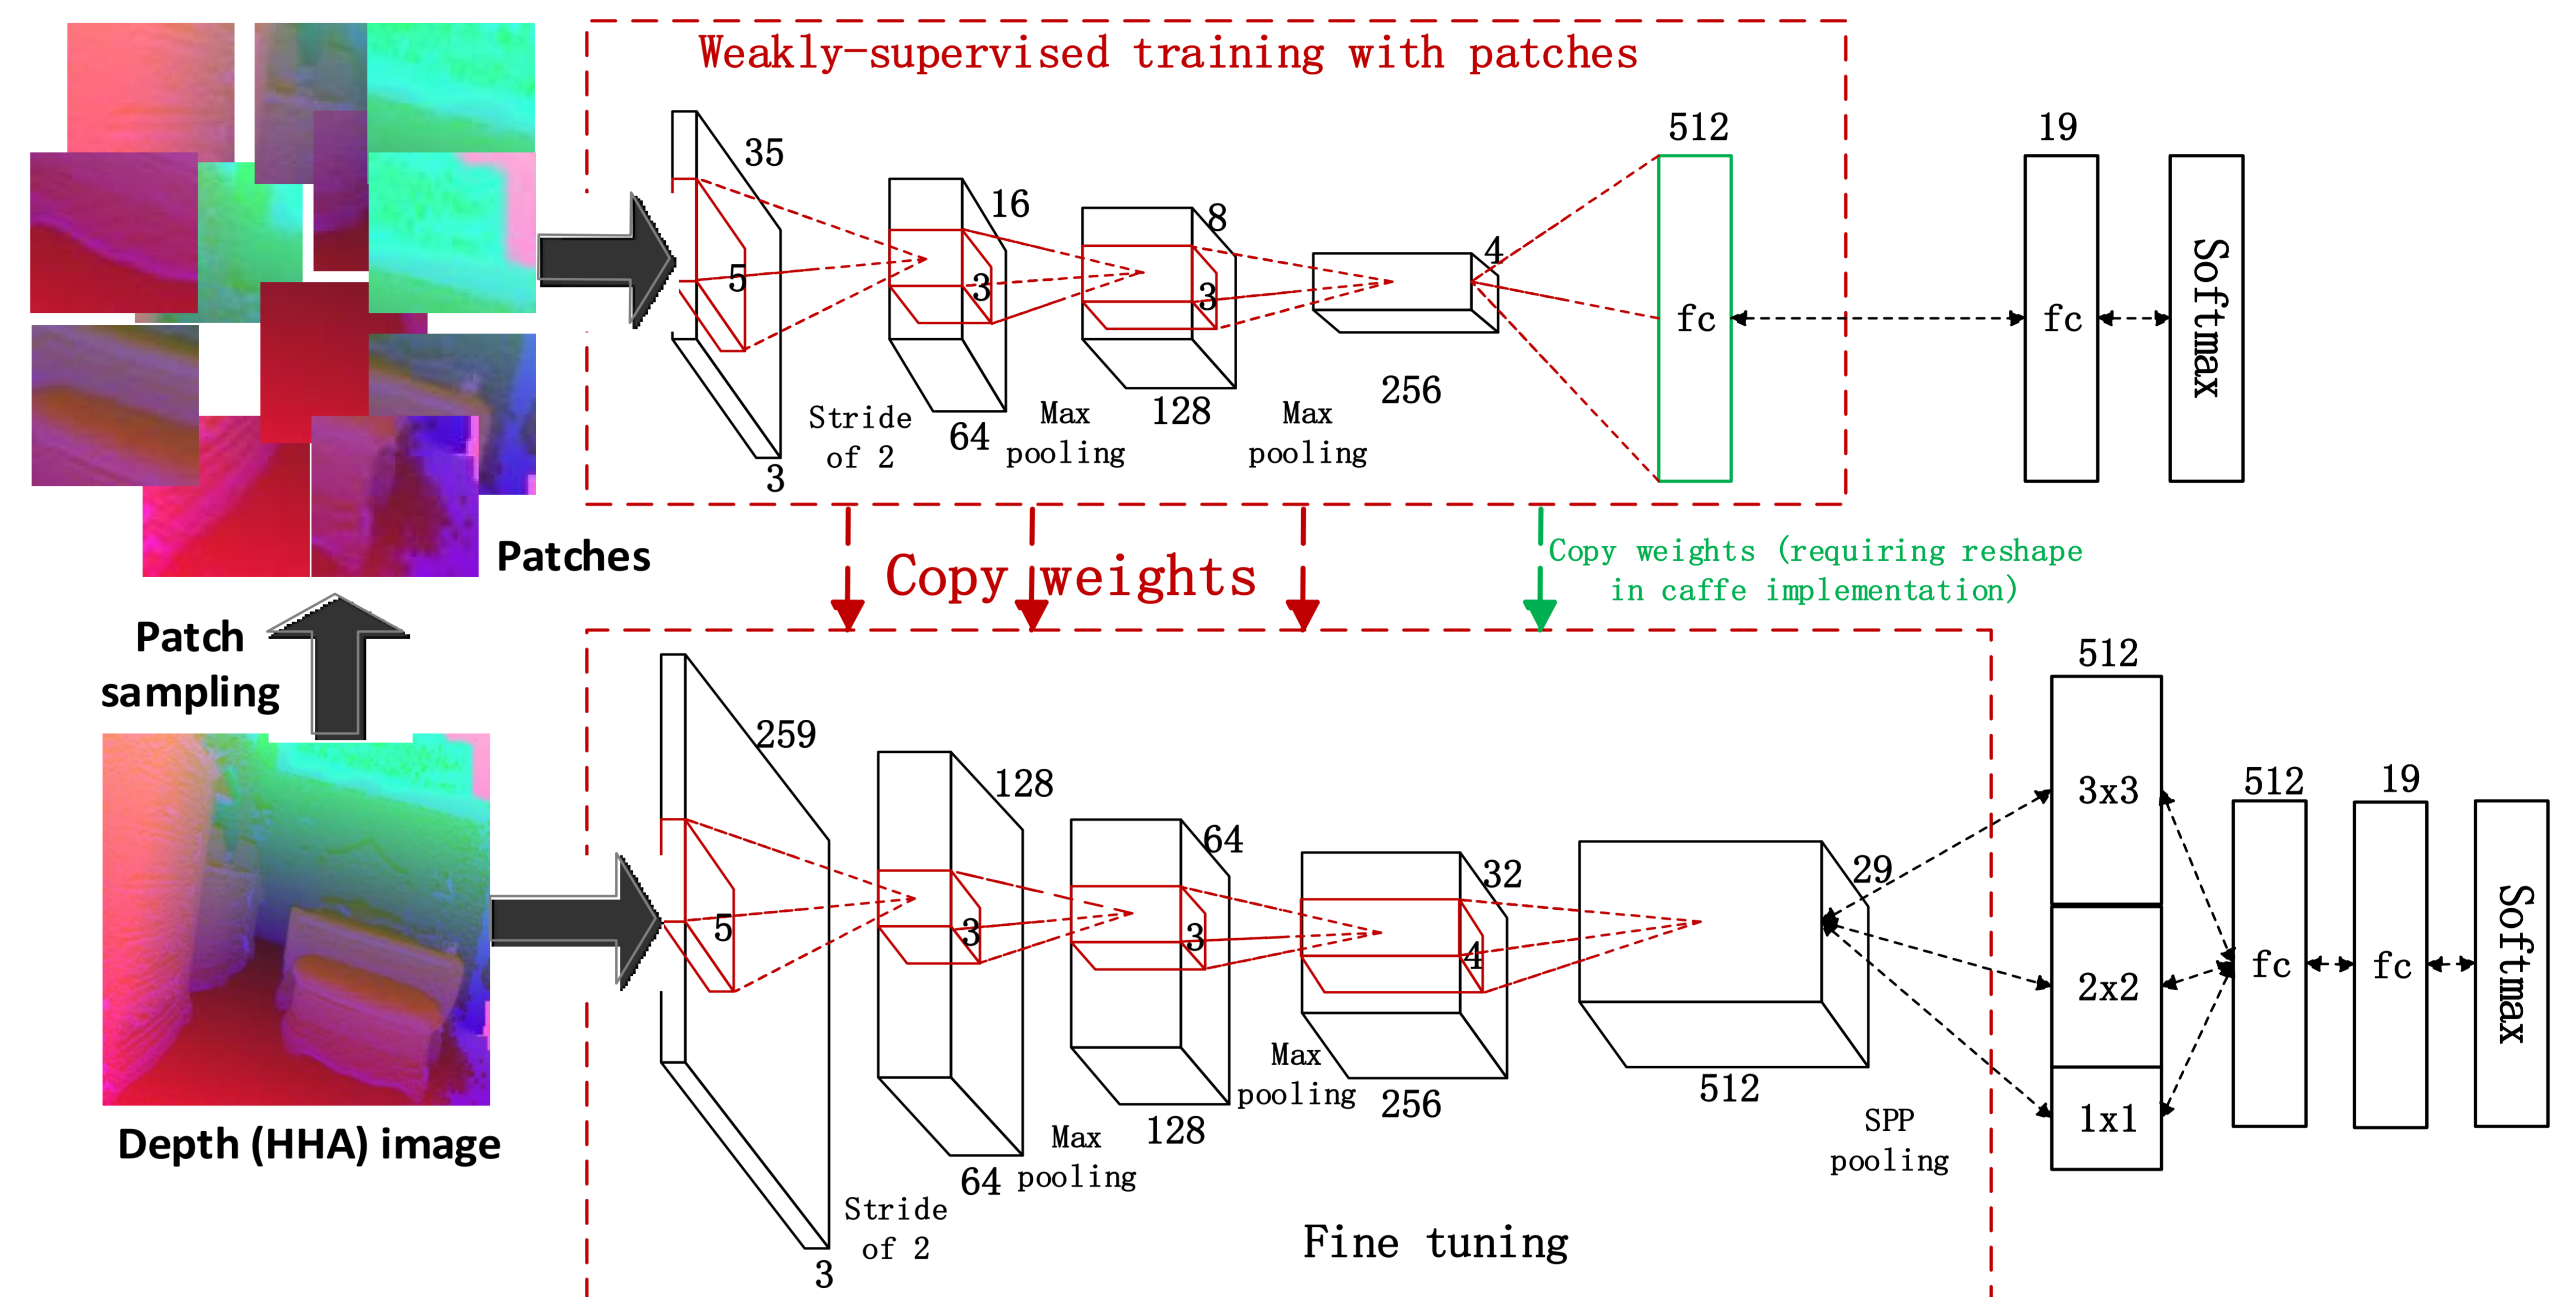 Weakly-supervised training with patches
35
5
3
Stride
of 2
16
3
64
Max
pooling
8
3
128
Max
pooling
4
256
512
fc
19
fc
Softmax
Patches
Copy weights
Copy weights (requiring reshape
in caffe implementation)
Patch
sampling
Depth (HHA) image
259
5
3
Stride
of 2
128
3
64
Max
pooling
64
3
128
Max
pooling
32
4
256
29
512
SPP
pooling
Fine tuning
512
3x3
2x2
1x1
512
fc
19
fc
Softmax